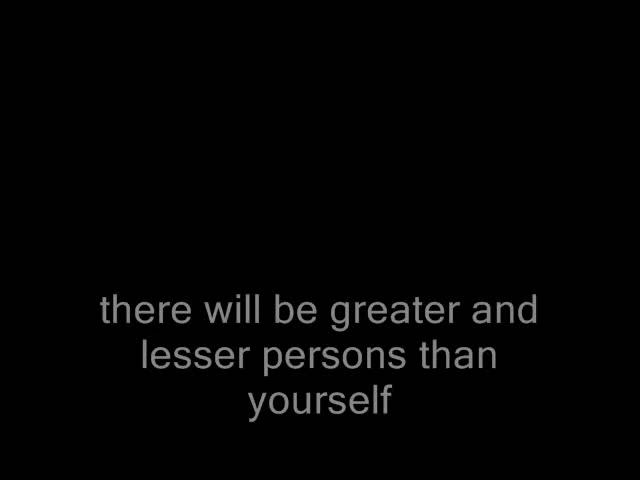 there will be greater and
lesser persons than
yourself